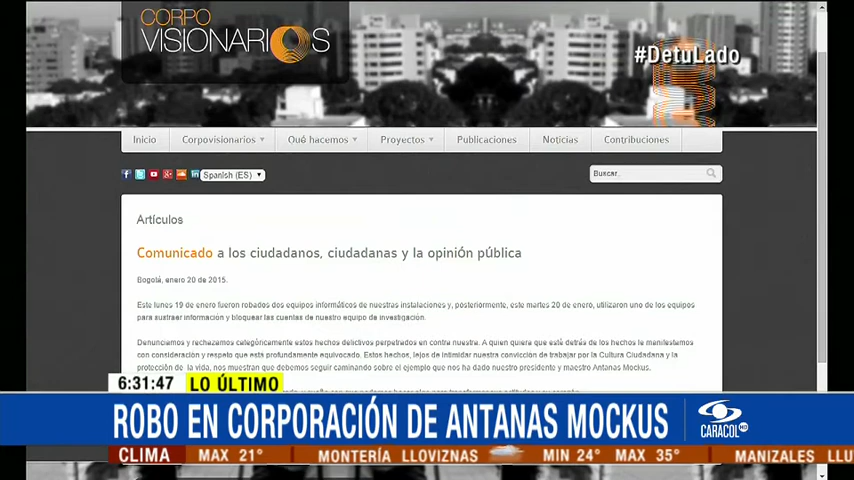 CORPO
VISIONARIOS
#DetuLado
Inicio Corpovisionarios Qué hacemos Proyectos Publicaciones Noticias Contribuciones
Spanish (ES)
Buscar.
Artículos
Comunicado a los ciudadanos, ciudadanas y la opinión pública
Bogotá, enero 20 de 2015.
Este lunes 19 de enero fueron robados dos equipos informáticos de nuestras instalaciones y, posteriormente, este martes 20 de enero, utilizaron uno de los equipos
para sustraer información y bloquear las cuentas de nuestro equipo de investigación.
Denunciamos y rechazamos categóricamente estos hechos delictivos perpetrados en contra nuestra. A quien quiera que esté detrás de los hechos le manifestamos
con consideración y respeto que está profundamente equivocado. Estos hechos, lejos de intimidar nuestra convicción de trabajar por la Cultura Ciudadana y la
protección de la vida, nos muestran que debemos seguir caminando sobre el ejemplo que nos ha dado nuestro presidente y maestro Antanas Mockus.
6:31:47 LO ÚLTIMO
ROBO EN CORPORACIÓN DE ANTANAS MOCKUS
CARACOL HD
CLIMA MAX 21° MONTERÍA LLOVIZNAS MIN 24° MAX 35° MANIZALES LLU